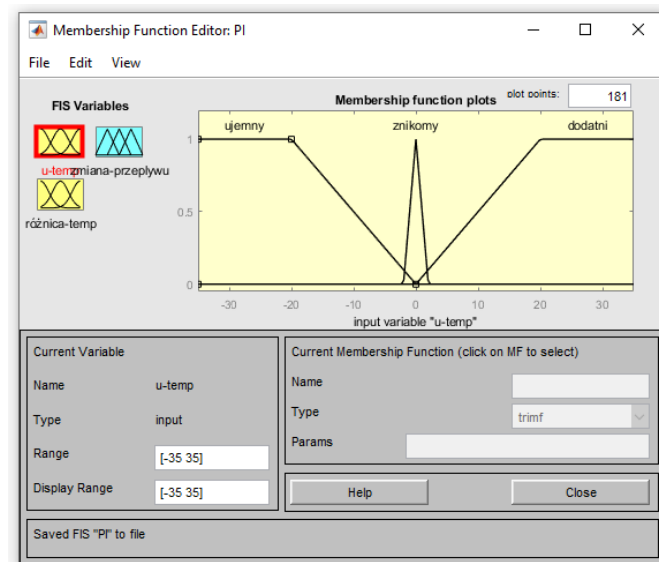 Membership Function Editor: PI
File Edit View
FIS Variables
u-temp
zmiana-przepływu
różnica-temp
Membership function plots
plot points:
181
ujemny znikomy dodatni
1
0.5
0
-30 -20 -10 0 10 20 30
input variable "u-temp"
Current Variable
Name u-temp
Type input
Range [-35 35]
Display Range [-35 35]
Current Membership Function (click on MF to select)
Name
Type trimf
Params
Help Close
Saved FIS "PI" to file